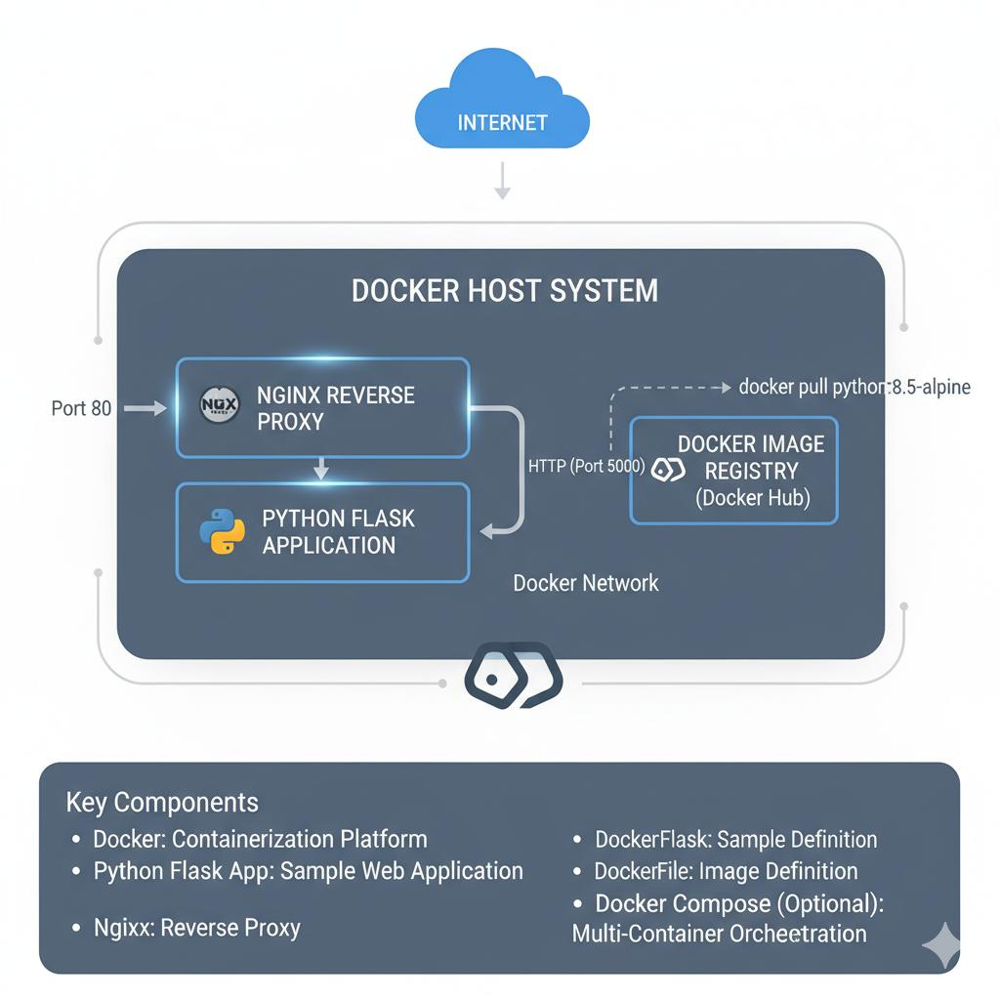 INTERNET
DOCKER HOST SYSTEM
Port 80
NGX
NGINX REVERSE
PROXY
docker pull python:8.5-alpine
HTTP (Port 5000)
DOCKER IMAGE
REGISTRY
(Docker Hub)
PYTHON FLASK
APPLICATION
Docker Network
Key Components
• Docker: Containerization Platform
• Python Flask App: Sample Web Application
• Ngixx: Reverse Proxy
• DockerFlask: Sample Definition
• DockerFile: Image Definition
• Docker Compose (Optional):
Multi-Container Orcheetration